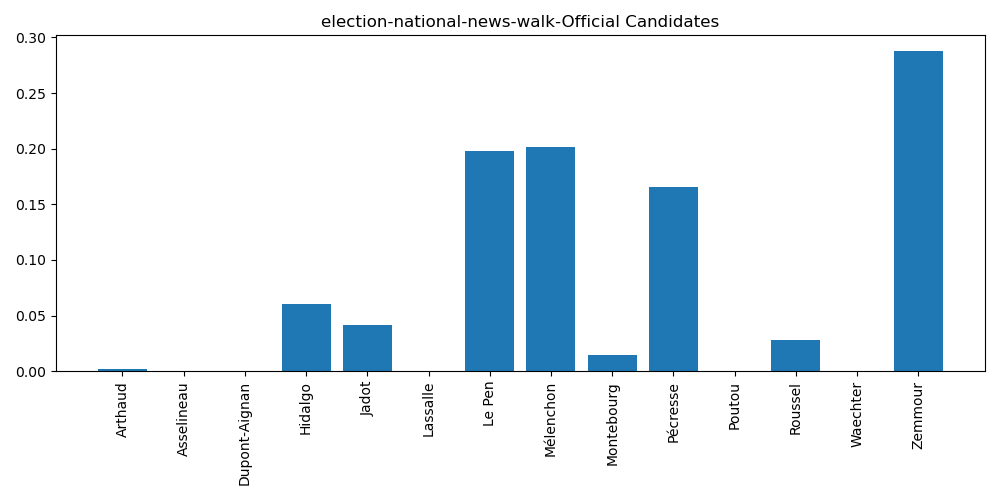 election-national-news-walk-Official Candidates
0.30
0.25
0.20
0.15
0.10
0.05
0.00
Arthaud
Asselineau
Dupont-Aignan
Hidalgo
Jadot
Lassalle
Le Pen
Mélenchon
Montebourg
Pécresse
Poutou
Roussel
Waechter
Zemmour